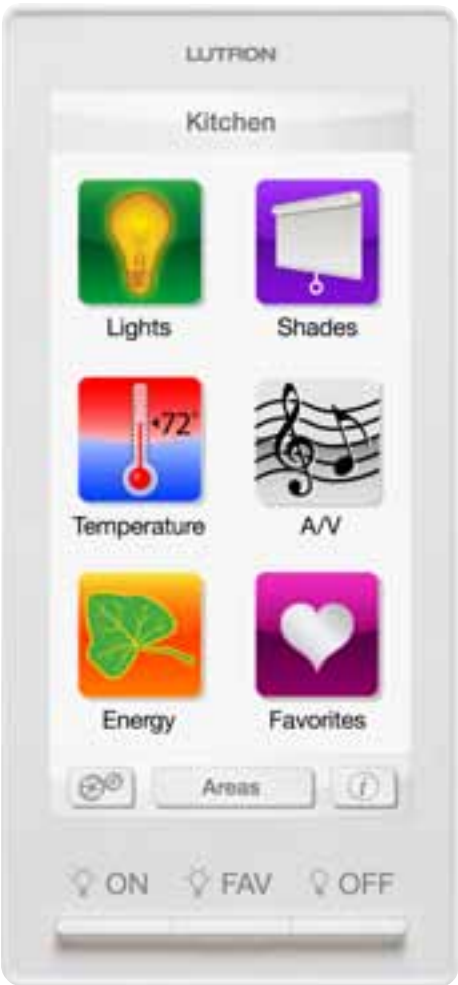 LUTRON
Kitchen
Lights Shades
72°
Temperature A/V
Energy Favorites
Areas i
ON FAV OFF